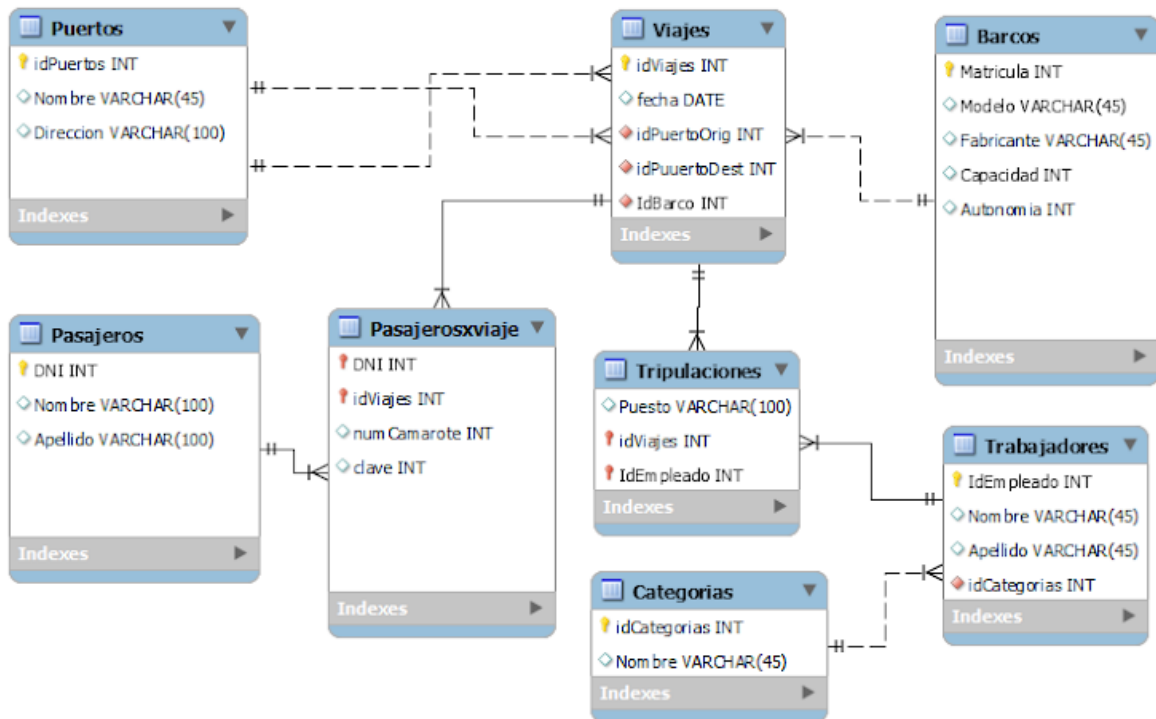 Puertos
idPuertos INT
Nombre VARCHAR(45)
Direccion VARCHAR(100)
Indexes
Viajes
idViajes INT
fecha DATE
idPuertoOrig INT
idPuuertoDest INT
IdBarco INT
Indexes
Barcos
Matricula INT
Modelo VARCHAR(45)
Fabricante VARCHAR(45)
Capacidad INT
Autonomia INT
Indexes
Pasajeros
DNI INT
Nombre VARCHAR(100)
Apellido VARCHAR(100)
Indexes
Pasajerosxviaje
DNI INT
idViajes INT
numCamarote INT
clave INT
Indexes
Tripulaciones
Puesto VARCHAR(100)
idViajes INT
IdEmpleado INT
Indexes
Trabajadores
IdEmpleado INT
Nombre VARCHAR(45)
Apellido VARCHAR(45)
idCategorias INT
Indexes
Categorias
idCategorias INT
Nombre VARCHAR(45)
Indexes